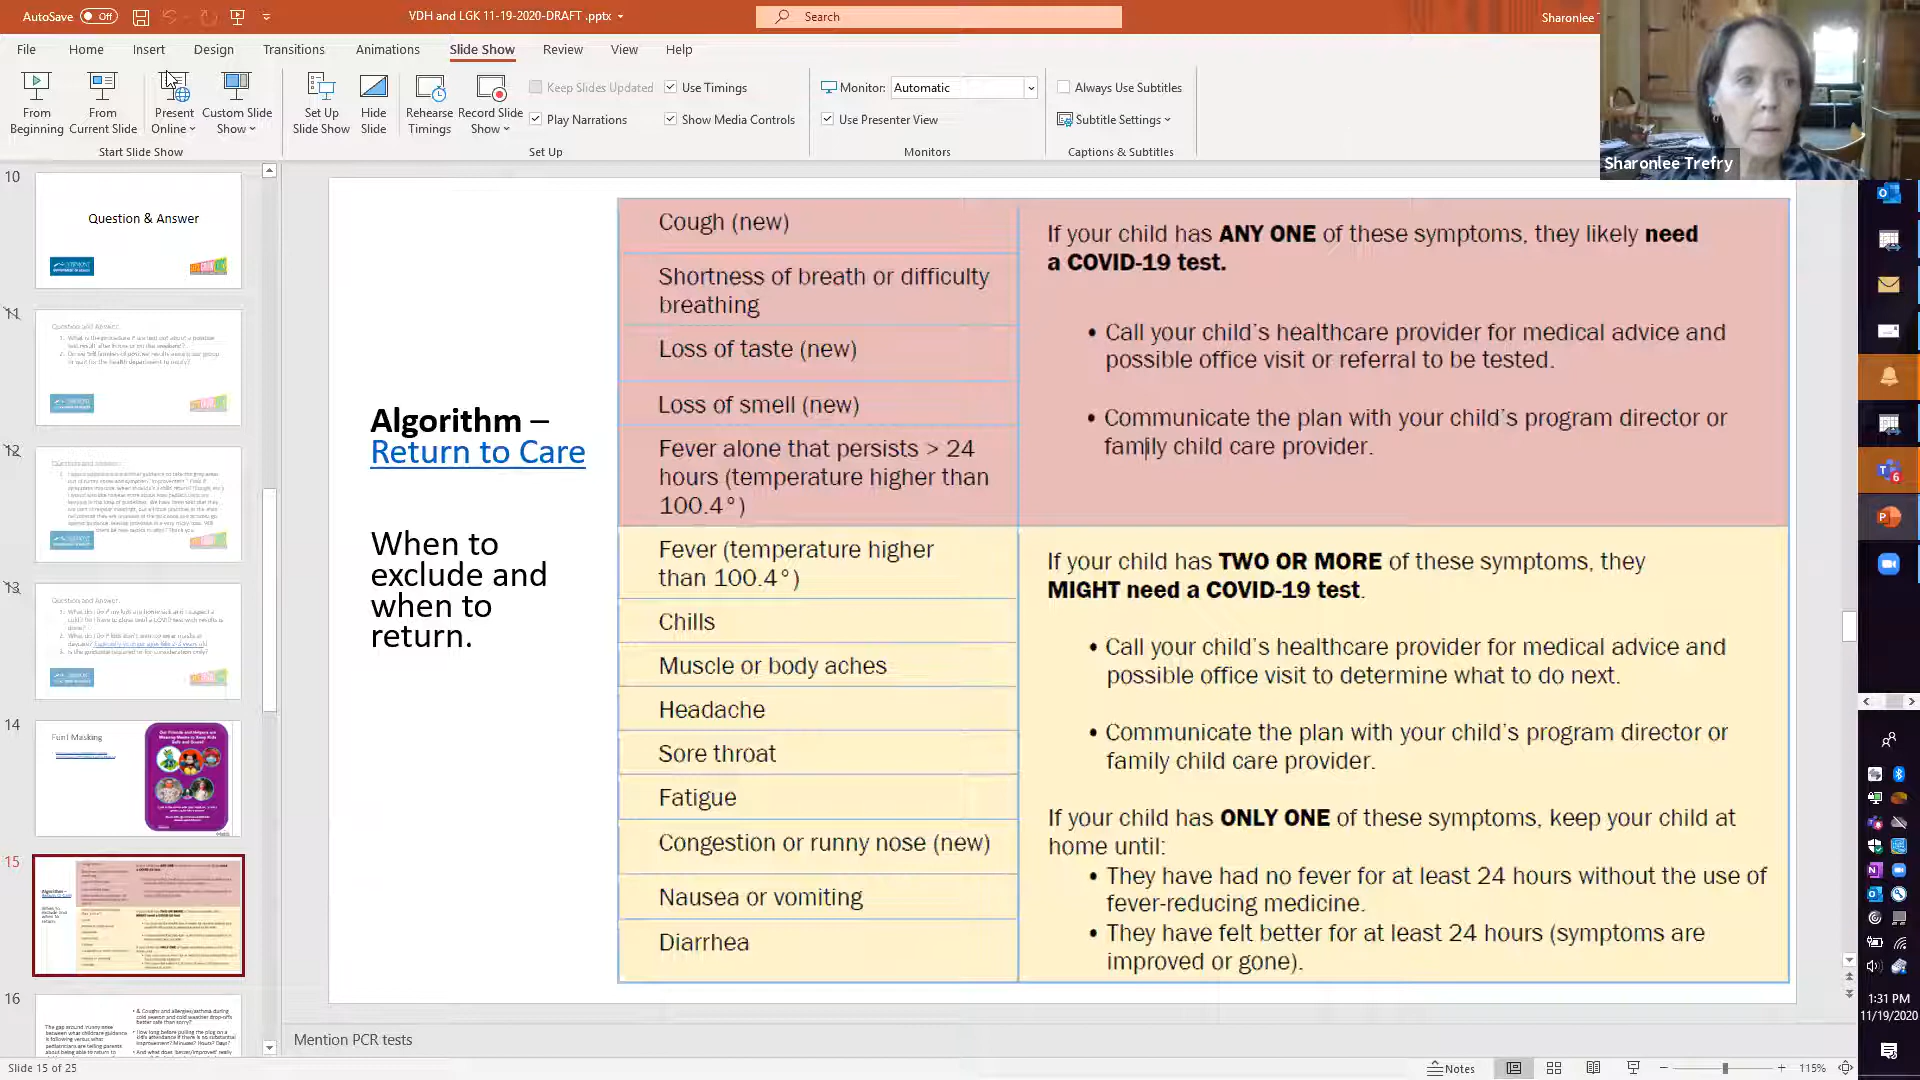 AutoSave Off
VDH and LGK 11-19-2020-DRAFT .pptx
Search
Sharonlee T
File Home Insert Design Transitions Animations Slide Show Review View Help
From Beginning
From Current Slide
Present Online
Custom Slide Show
Start Slide Show
Set Up Slide Show
Hide Slide
Rehearse Timings
Record Slide Show
Keep Slides Updated
Use Timings
Play Narrations
Show Media Controls
Set Up
Monitor: Automatic
Use Presenter View
Monitors
Always Use Subtitles
Subtitle Settings
Captions & Subtitles
Sharonlee Trefry
10
Question & Answer
11
Question and Answer
12
13
Question and Answer
14
Fun! Masking
15
16
Algorithm –
Return to Care
When to
exclude and
when to
return.
Cough (new)
Shortness of breath or difficulty
breathing
Loss of taste (new)
Loss of smell (new)
Fever alone that persists > 24
hours (temperature higher than
100.4°)
If your child has ANY ONE of these symptoms, they likely need
a COVID-19 test.
• Call your child's healthcare provider for medical advice and
possible office visit or referral to be tested.
• Communicate the plan with your child's program director or
family child care provider.
Fever (temperature higher
than 100.4°)
Chills
Muscle or body aches
Headache
Sore throat
Fatigue
Congestion or runny nose (new)
Nausea or vomiting
Diarrhea
If your child has TWO OR MORE of these symptoms, they
MIGHT need a COVID-19 test.
• Call your child's healthcare provider for medical advice and
possible office visit to determine what to do next.
• Communicate the plan with your child's program director or
family child care provider.
If your child has ONLY ONE of these symptoms, keep your child at
home until:
• They have had no fever for at least 24 hours without the use of
fever-reducing medicine.
• They have felt better for at least 24 hours (symptoms are
improved or gone).
Mention PCR tests
Slide 15 of 25
Notes
115%
1:31 PM
11/19/2020